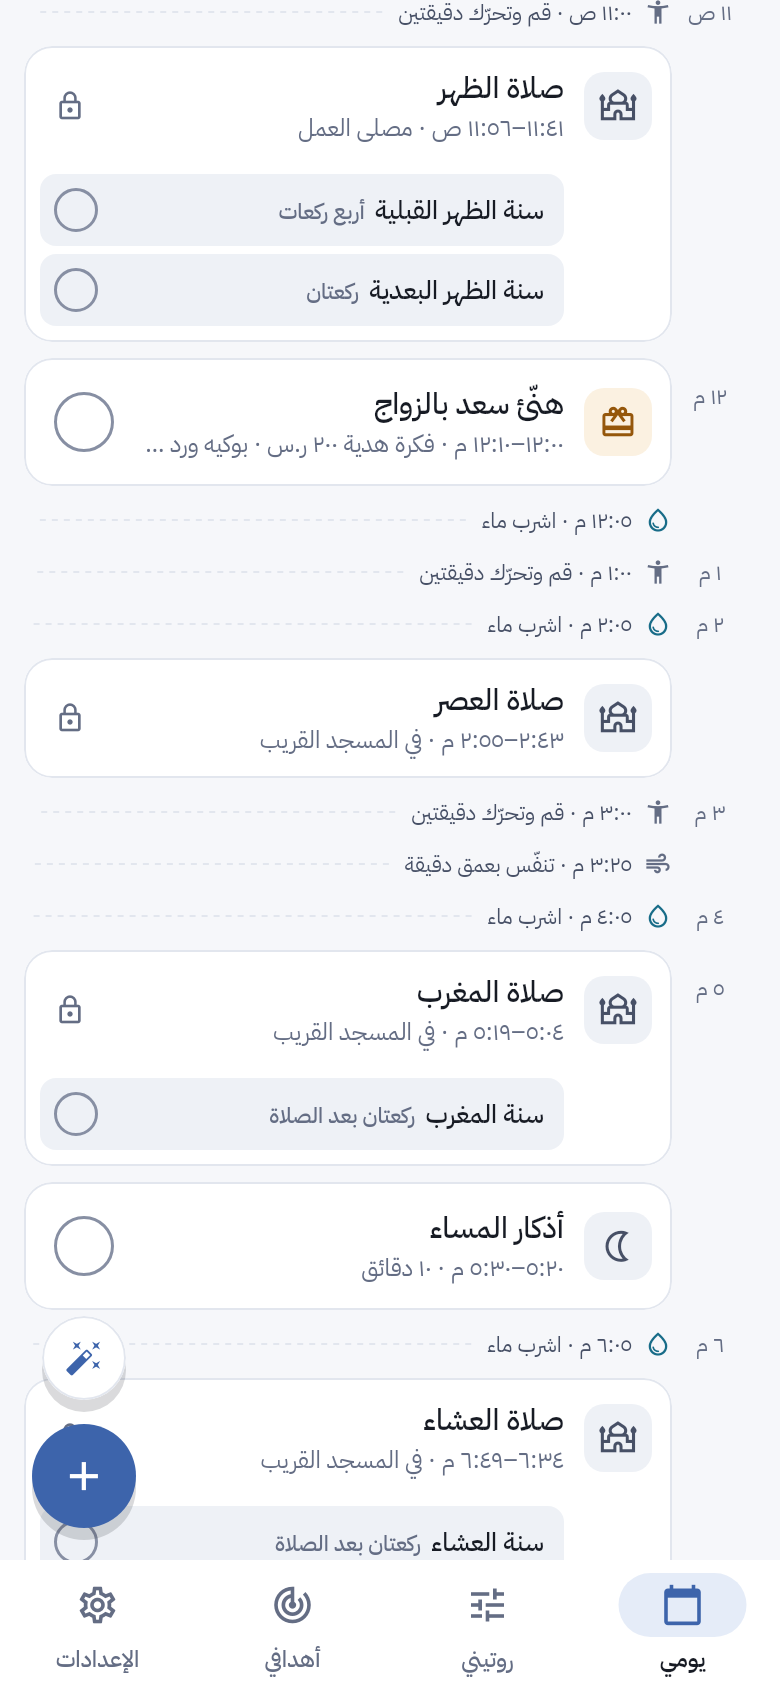 ١١ ص
١١:٠٠ ص · قم وتحرّك دقيقتين
صلاة الظهر
١١:٤١–١١:٥٦ ص · مصلى العمل
سنة الظهر القبلية أربع ركعات
سنة الظهر البعدية ركعتان
١٢ م
هنّئ سعد بالزواج
١٢:٠٠–١٢:١٠ م · فكرة هدية ٢٠٠ ر.س · بوكيه ورد ...
١٢:٠٥ م · اشرب ماء
١ م
١:٠٠ م · قم وتحرّك دقيقتين
٢ م
٢:٠٥ م · اشرب ماء
صلاة العصر
٢:٤٣–٢:٥٥ م · في المسجد القريب
٣ م
٣:٠٠ م · قم وتحرّك دقيقتين
٣:٢٥ م · تنفّس بعمق دقيقة
٤ م
٤:٠٥ م · اشرب ماء
٥ م
صلاة المغرب
٥:٠٤–٥:١٩ م · في المسجد القريب
سنة المغرب ركعتان بعد الصلاة
أذكار المساء
٥:٢٠–٥:٣٠ م · ١٠ دقائق
٦ م
٦:٠٥ م · اشرب ماء
صلاة العشاء
٦:٣٤–٦:٤٩ م · في المسجد القريب
سنة العشاء ركعتان بعد الصلاة
يومي
روتيني
أهدافي
الإعدادات